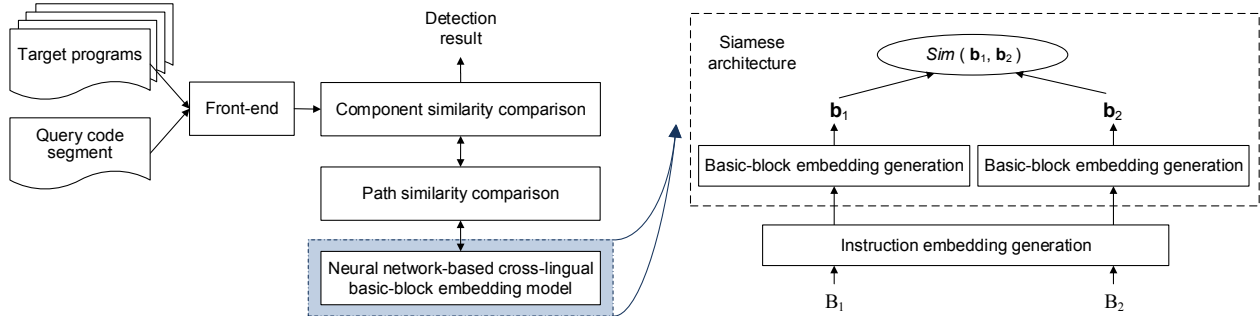 Target programs
Query code
segment
Front-end
Detection
result
Component similarity comparison
Path similarity comparison
Neural network-based cross-lingual
basic-block embedding model
Siamese
architecture
Sim ( b₁, b₂ )
b₁
b₂
Basic-block embedding generation
Basic-block embedding generation
Instruction embedding generation
B₁
B₂